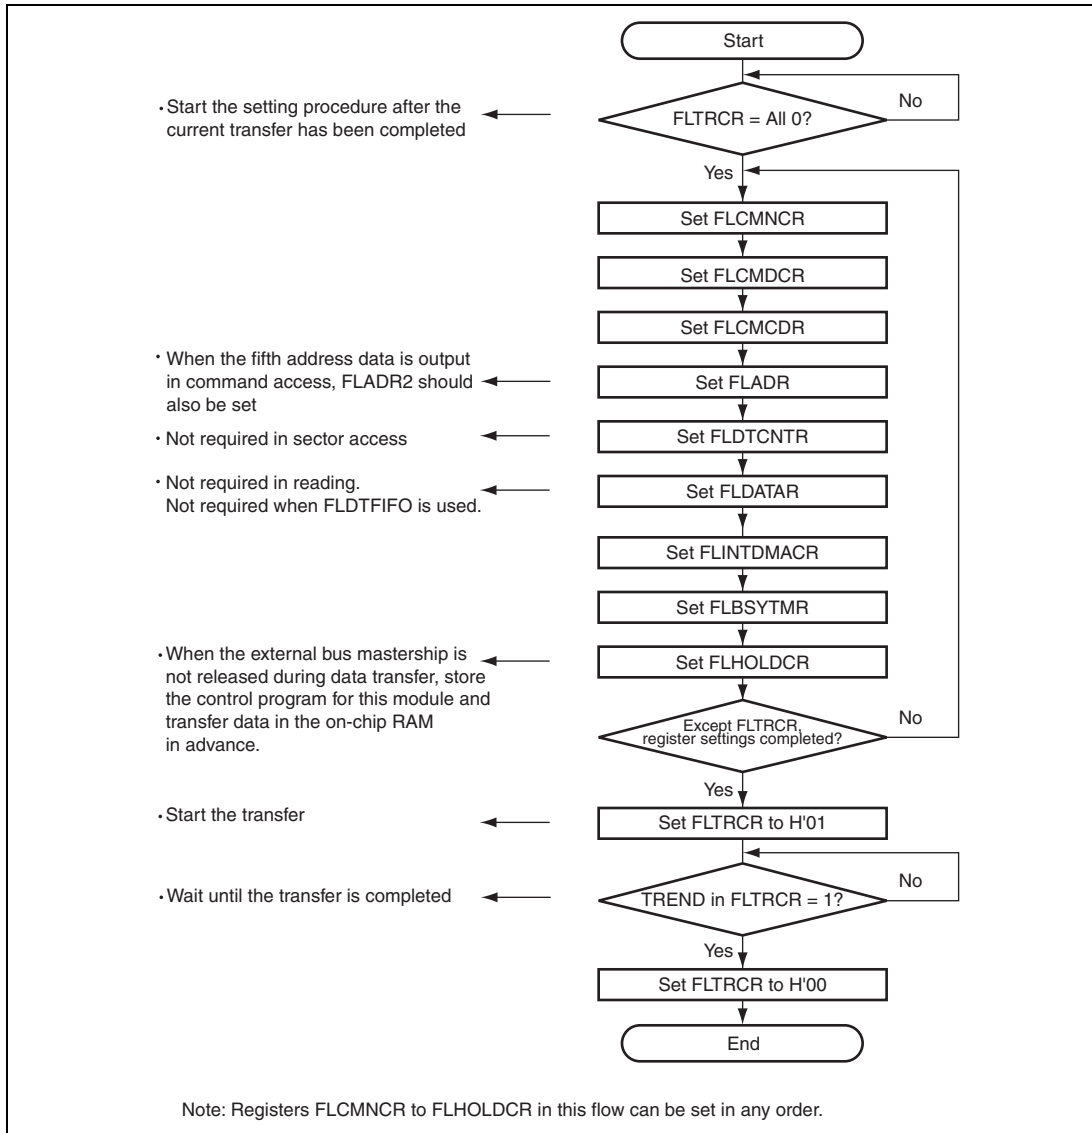 Start
• Start the setting procedure after the
current transfer has been completed
FLTRCR = All 0?
No
Yes
Set FLCMNCR
Set FLCMDCR
Set FLCMCDR
• When the fifth address data is output
in command access, FLADR2 should
also be set
Set FLADR
• Not required in sector access
Set FLDTCNTR
• Not required in reading.
Not required when FLDTFIFO is used.
Set FLDATAR
Set FLINTDMACR
Set FLBSYTMR
• When the external bus mastership is
not released during data transfer, store
the control program for this module and
transfer data in the on-chip RAM
in advance.
Set FLHOLDCR
Except FLTRCR,
register settings completed?
No
Yes
• Start the transfer
Set FLTRCR to H'01
• Wait until the transfer is completed
TREND in FLTRCR = 1?
No
Yes
Set FLTRCR to H'00
End
Note: Registers FLCMNCR to FLHOLDCR in this flow can be set in any order.